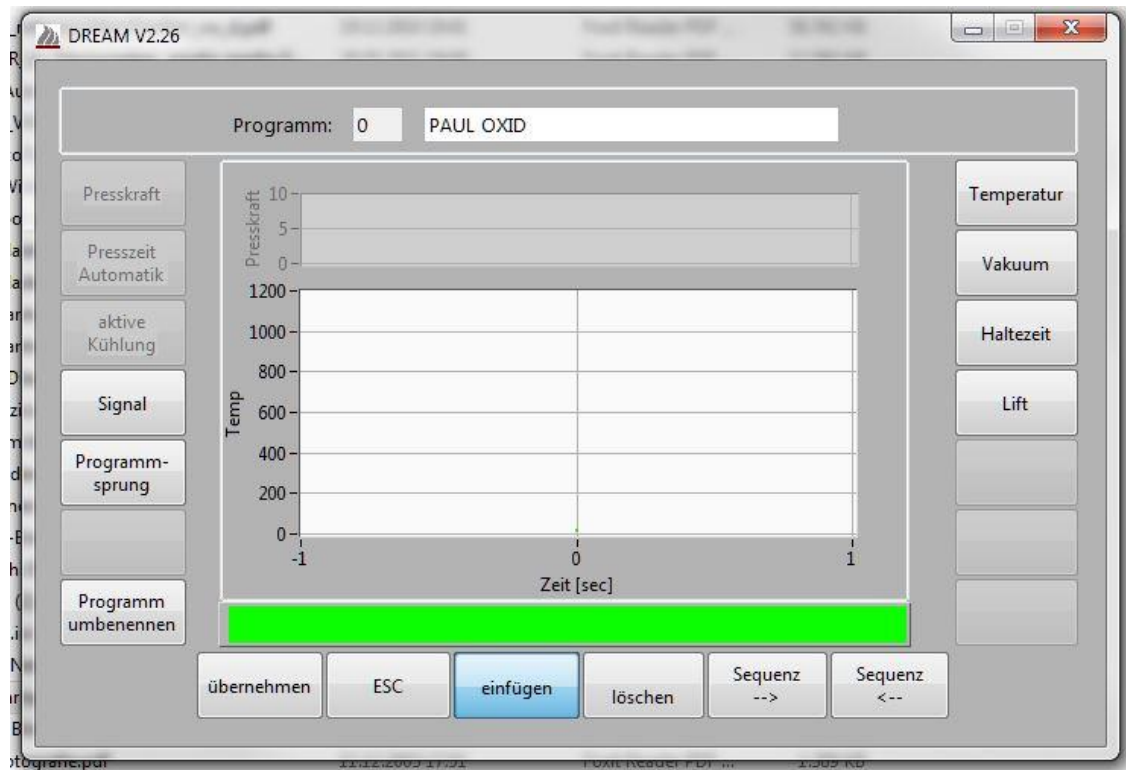 DREAM V2.26
Programm: 0 PAUL OXID
Presskraft
Presszeit
Automatik
aktive
Kühlung
Signal
Programm-
sprung
Programm
umbenennen
Presskraft
10
5
0
Temp
1200
1000
800
600
400
200
0
-1 0 1
Zeit [sec]
Temperatur
Vakuum
Haltezeit
Lift
übernehmen
ESC
einfügen
löschen
Sequenz
-->
Sequenz
<--